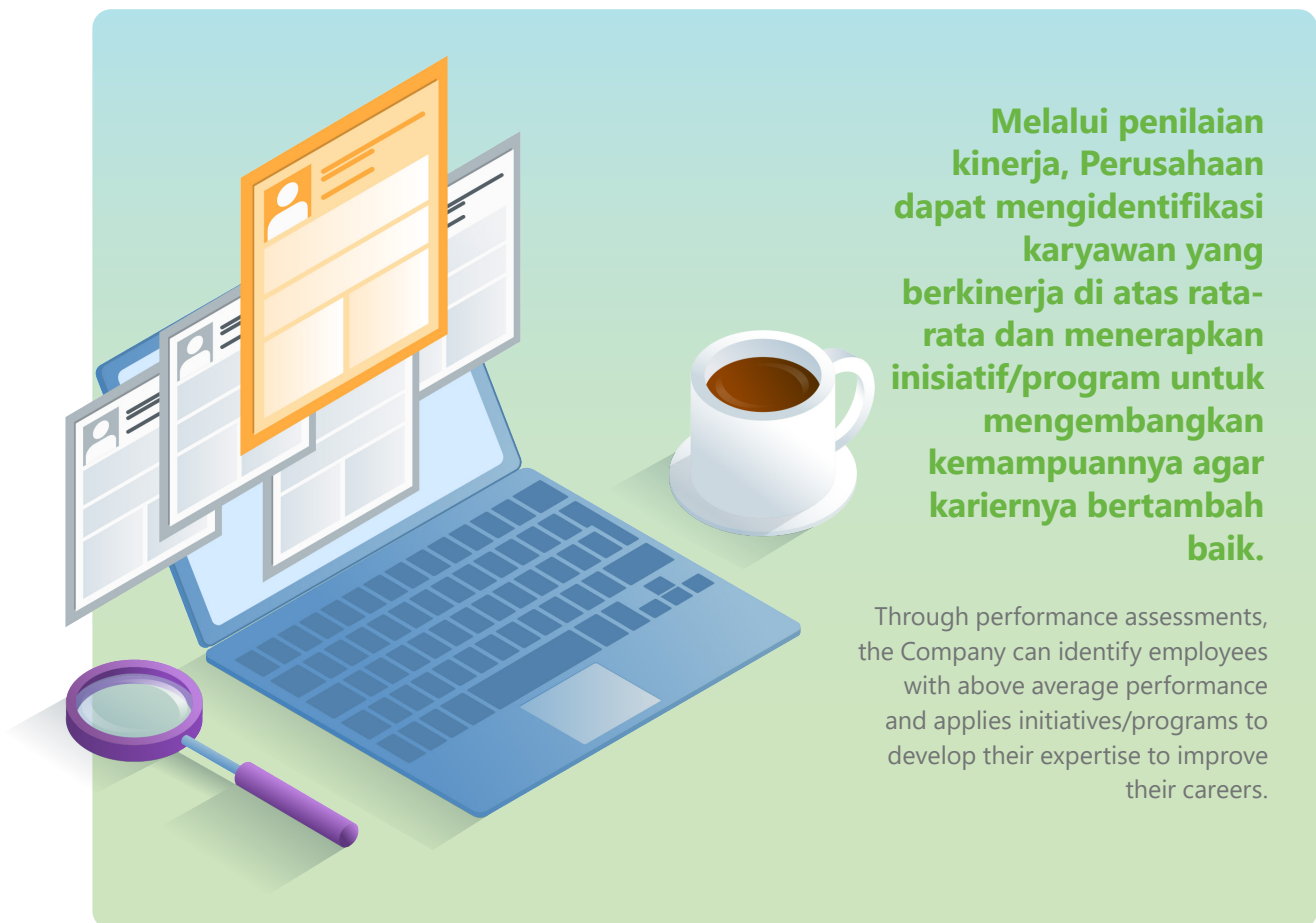 Melalui penilaian
kinerja, Perusahaan
dapat mengidentifikasi
karyawan yang
berkinerja di atas rata-
rata dan menerapkan
inisiatif/program untuk
mengembangkan
kemampuannya agar
kariernya bertambah
baik.
Through performance assessments,
the Company can identify employees
with above average performance
and applies initiatives/programs to
develop their expertise to improve
their careers.